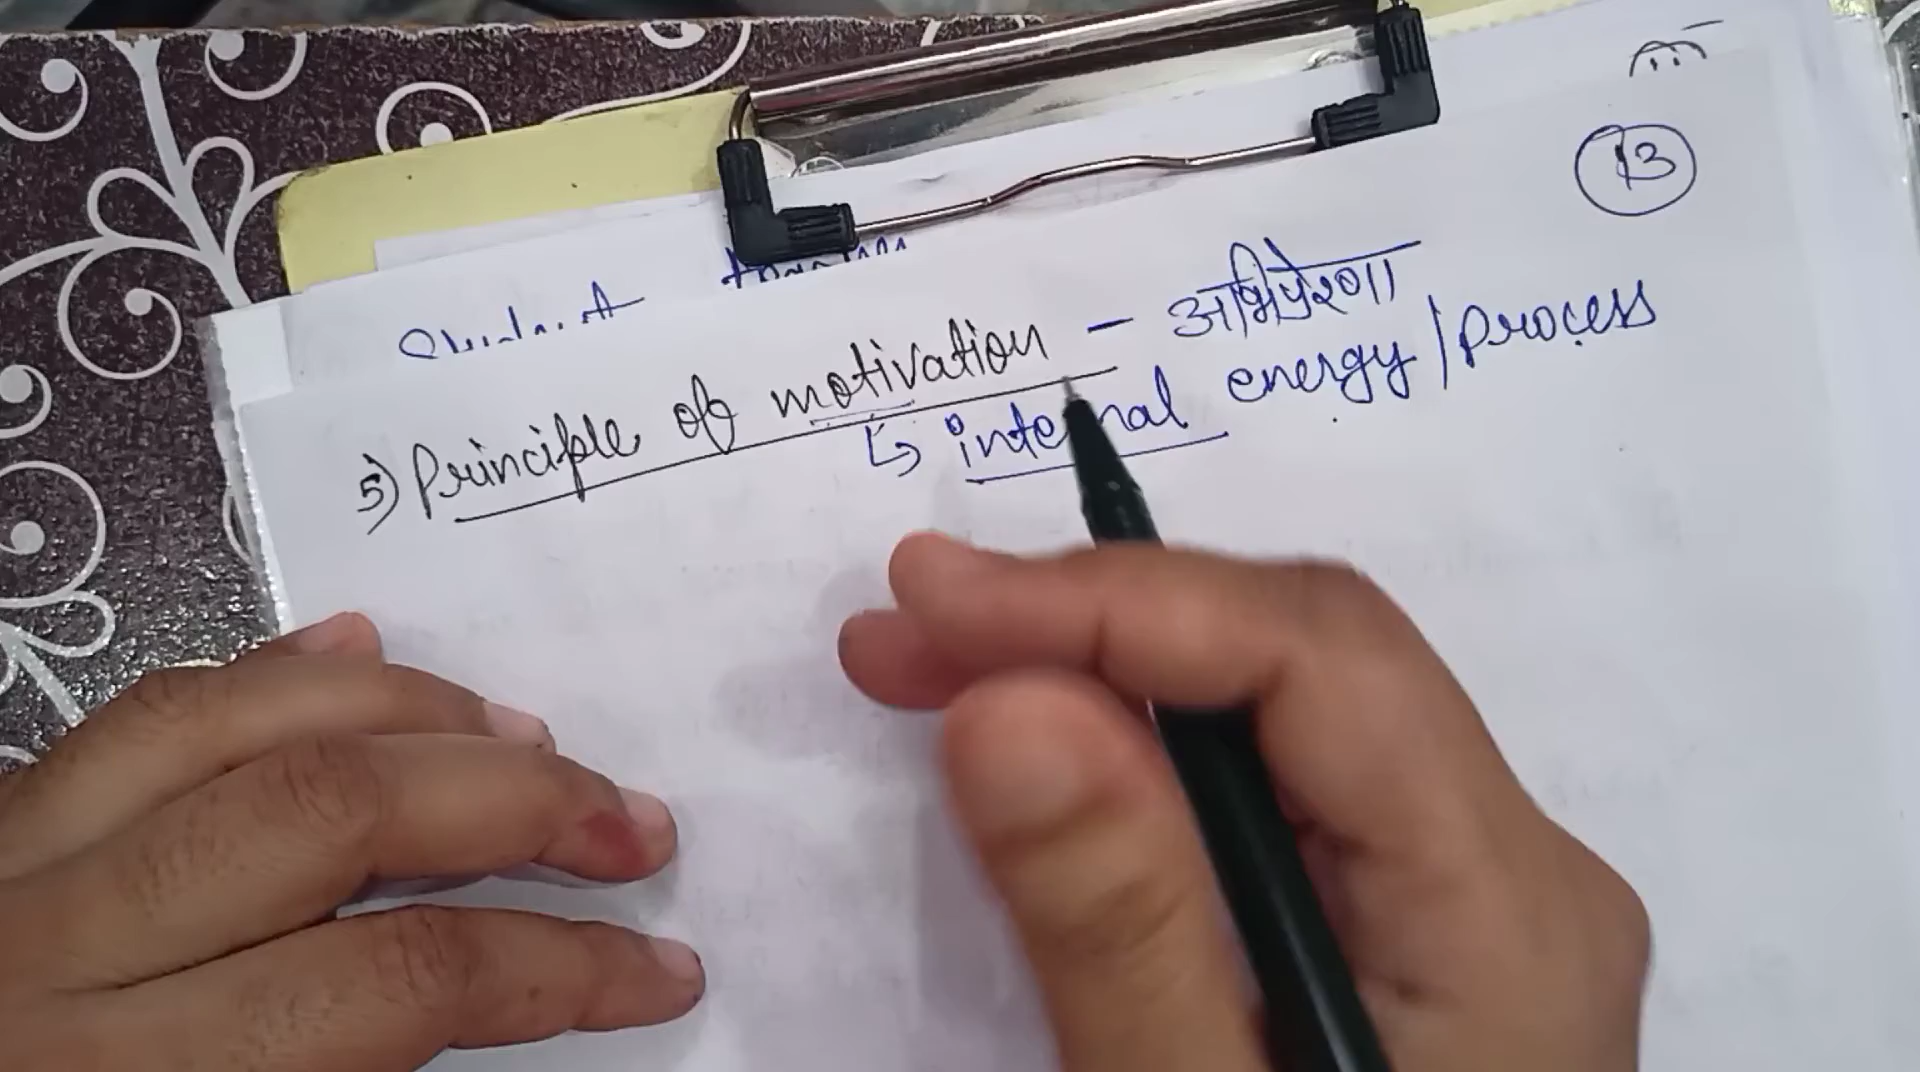 13
5) Principle of motivation – अभिप्रेरणा
↳ internal energy / process